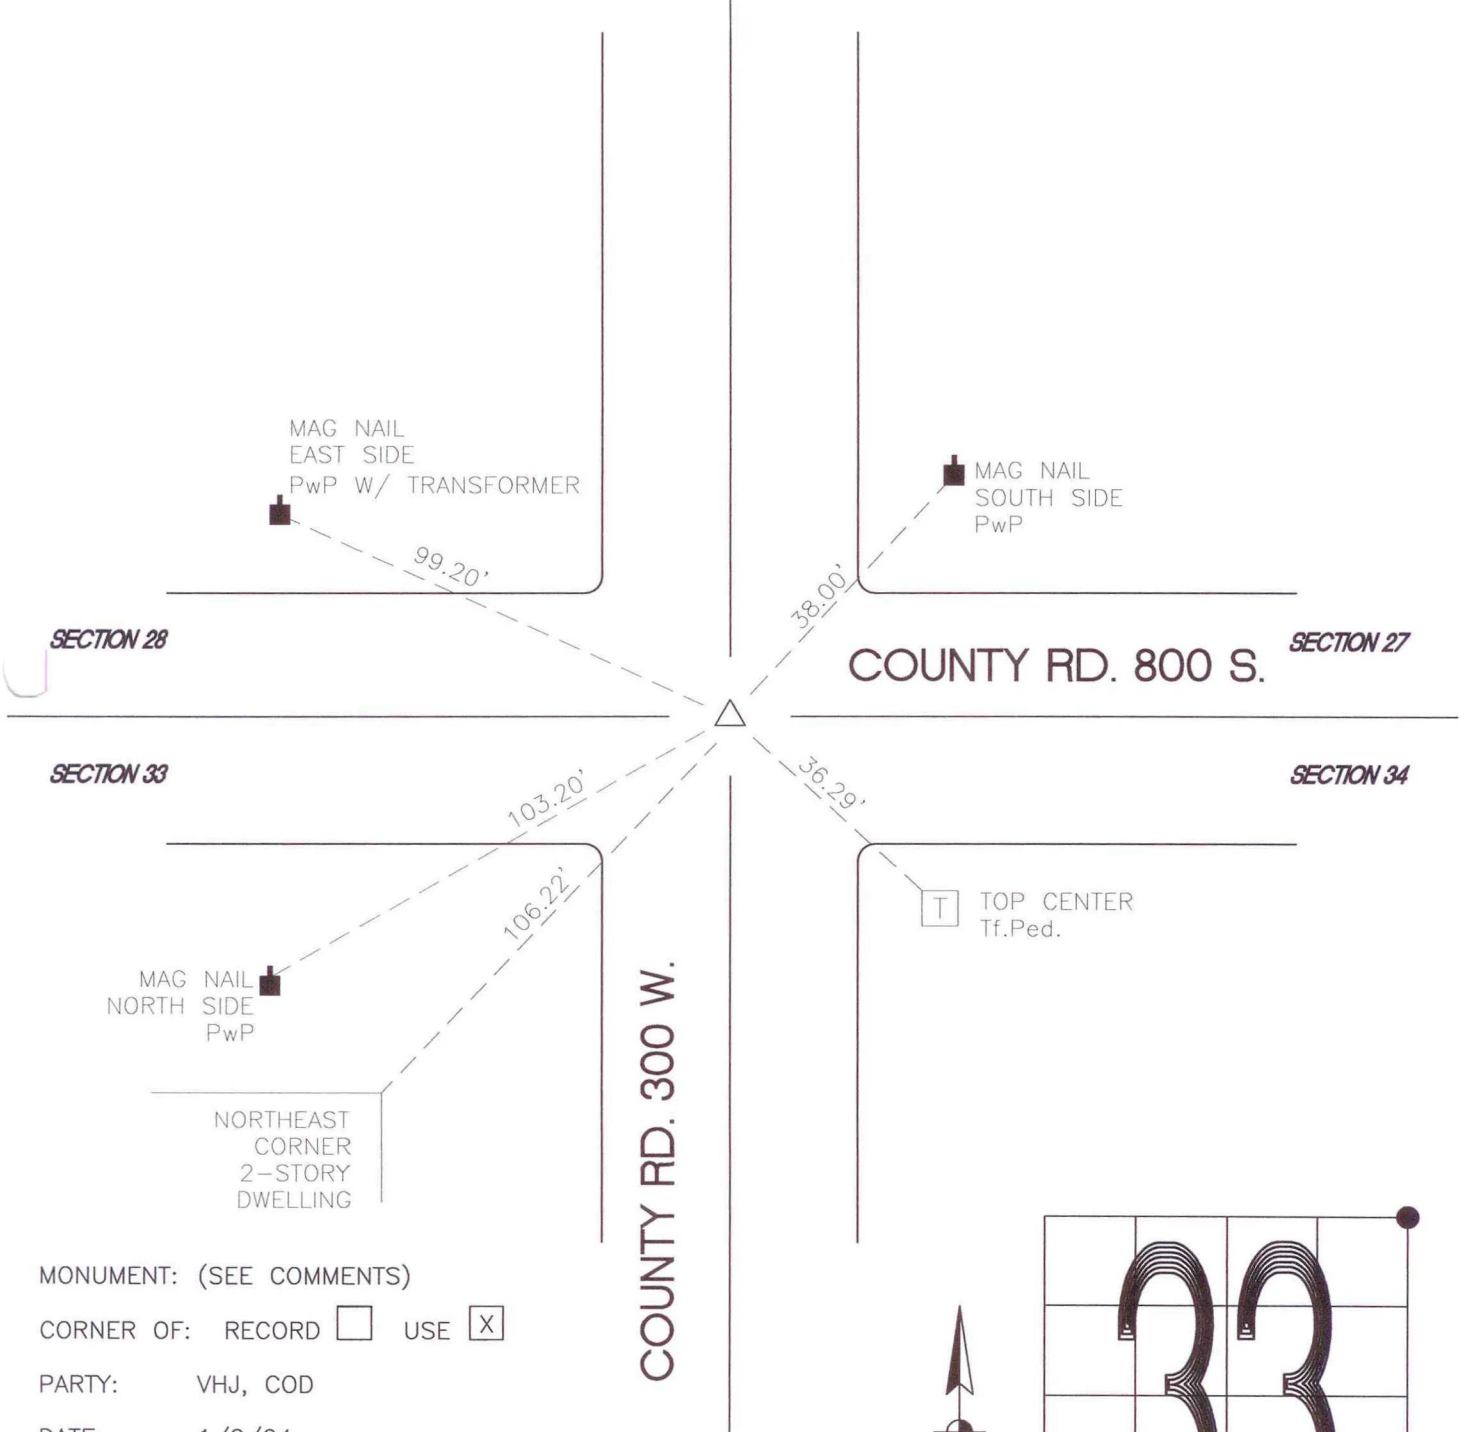 MAG NAIL
EAST SIDE
PwP W/ TRANSFORMER
MAG NAIL
SOUTH SIDE
PwP
99.20'
38.00'
SECTION 28
SECTION 27
COUNTY RD. 800 S.
SECTION 33
SECTION 34
103.20'
36.29'
106.22'
T
TOP CENTER
Tf.Ped.
MAG NAIL
NORTH SIDE
PwP
COUNTY RD. 300 W.
NORTHEAST
CORNER
2-STORY
DWELLING
MONUMENT: (SEE COMMENTS)
CORNER OF: RECORD USE X
PARTY: VHJ, COD
33